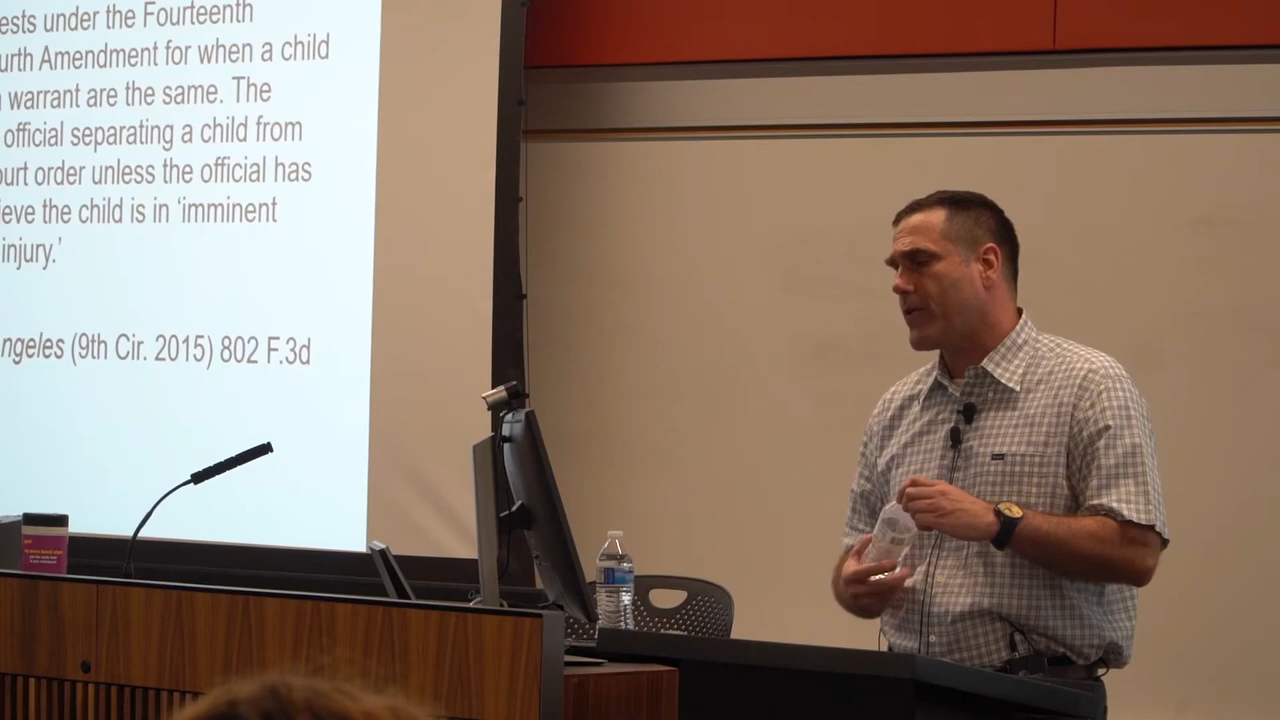 ests under the Fourteenth
urth Amendment for when a child
warrant are the same. The
official separating a child from
ourt order unless the official has
ieve the child is in ‘imminent
injury.’
ngeles (9th Cir. 2015) 802 F.3d